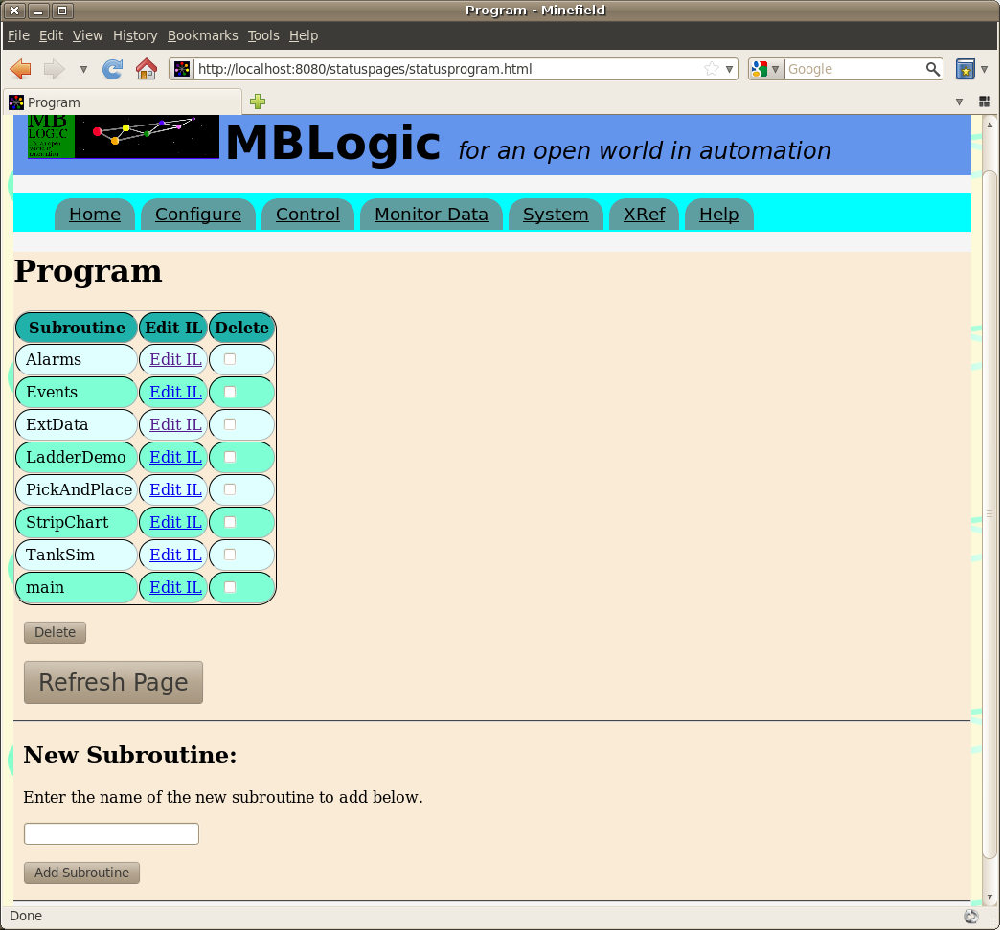 Program - Minefield
File Edit View History Bookmarks Tools Help
http://localhost:8080/statuspages/statusprogram.html Google
Program
MB
LOGIC
MBLogic for an open world in automation
Home Configure Control Monitor Data System XRef Help
Program
Subroutine Edit IL Delete
Alarms Edit IL
Events Edit IL
ExtData Edit IL
LadderDemo Edit IL
PickAndPlace Edit IL
StripChart Edit IL
TankSim Edit IL
main Edit IL
Delete
Refresh Page
New Subroutine:
Enter the name of the new subroutine to add below.
Add Subroutine
Done